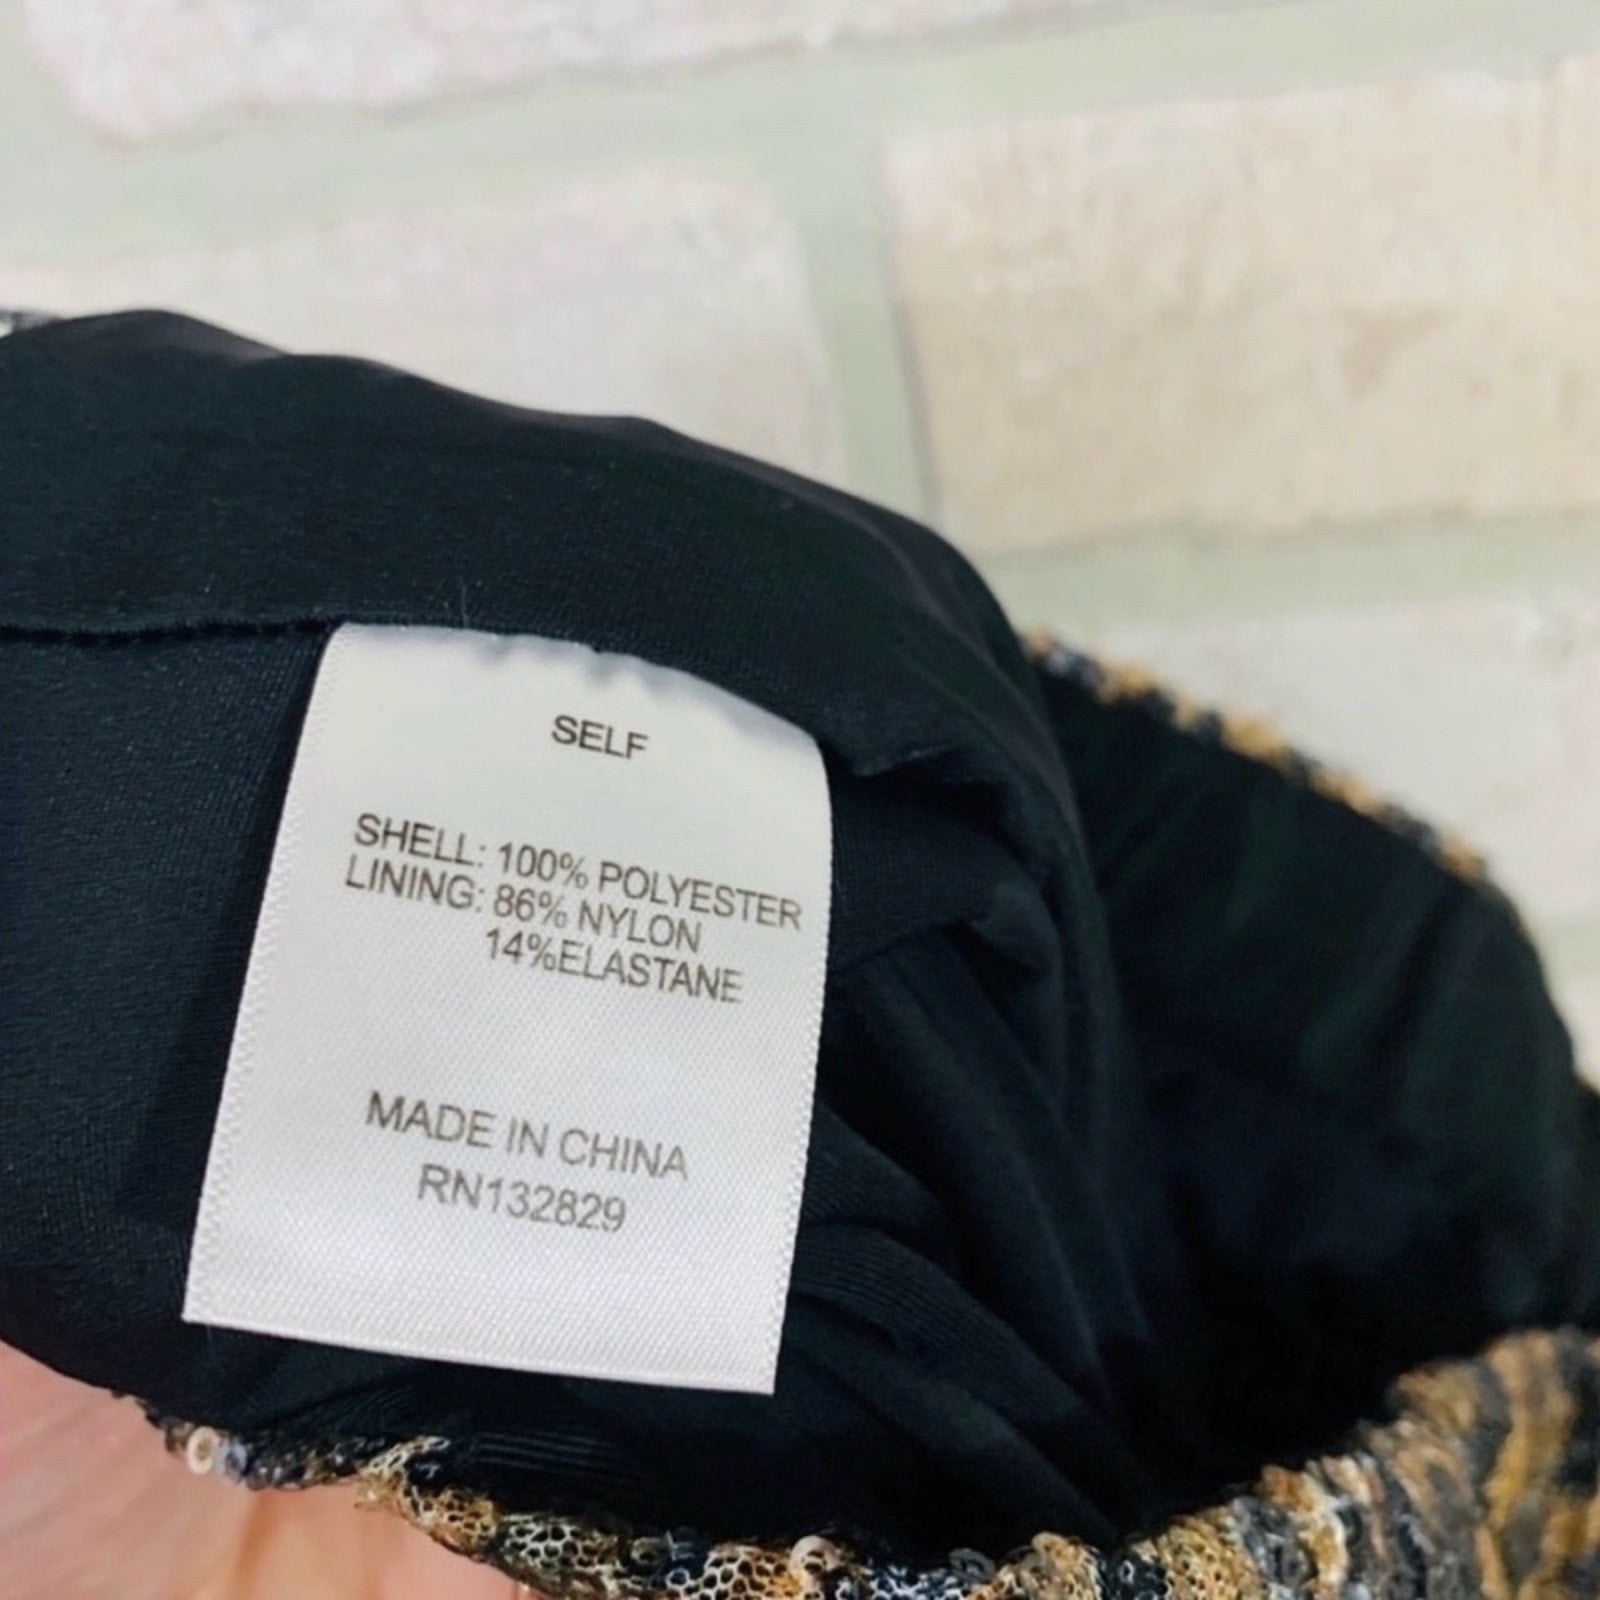 SELF
SHELL: 100% POLYESTER
LINING: 86% NYLON
14%ELASTANE
MADE IN CHINA
RN132829